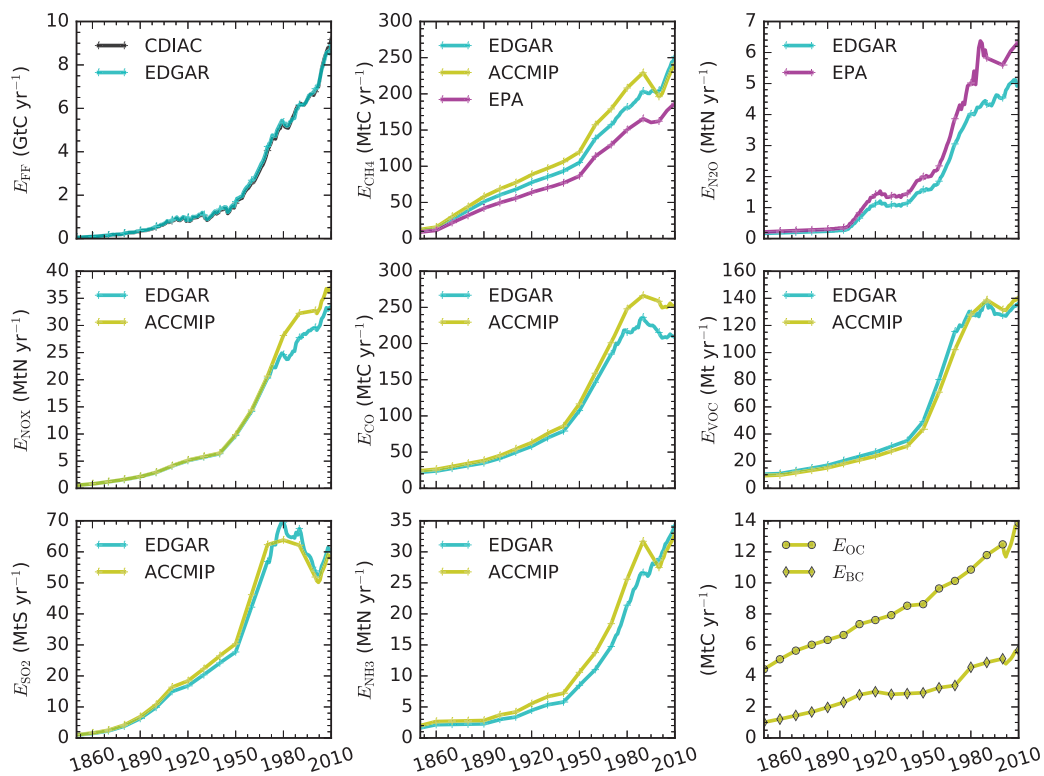 E_FF (GtC yr⁻¹)
10
8
6
4
2
0
CDIAC
EDGAR
E_CH4 (MtC yr⁻¹)
300
250
200
150
100
50
0
EDGAR
ACCMIP
EPA
E_N2O (MtN yr⁻¹)
7
6
5
4
3
2
1
0
EDGAR
EPA
E_NOX (MtN yr⁻¹)
40
35
30
25
20
15
10
5
0
EDGAR
ACCMIP
E_CO (MtC yr⁻¹)
300
250
200
150
100
50
0
EDGAR
ACCMIP
E_VOC (Mt yr⁻¹)
160
140
120
100
80
60
40
20
0
EDGAR
ACCMIP
E_SO2 (MtS yr⁻¹)
70
60
50
40
30
20
10
0
EDGAR
ACCMIP
1860 1890 1920 1950 1980 2010
E_NH3 (MtN yr⁻¹)
35
30
25
20
15
10
5
0
EDGAR
ACCMIP
1860 1890 1920 1950 1980 2010
(MtC yr⁻¹)
14
12
10
8
6
4
2
0
E_OC
E_BC
1860 1890 1920 1950 1980 2010